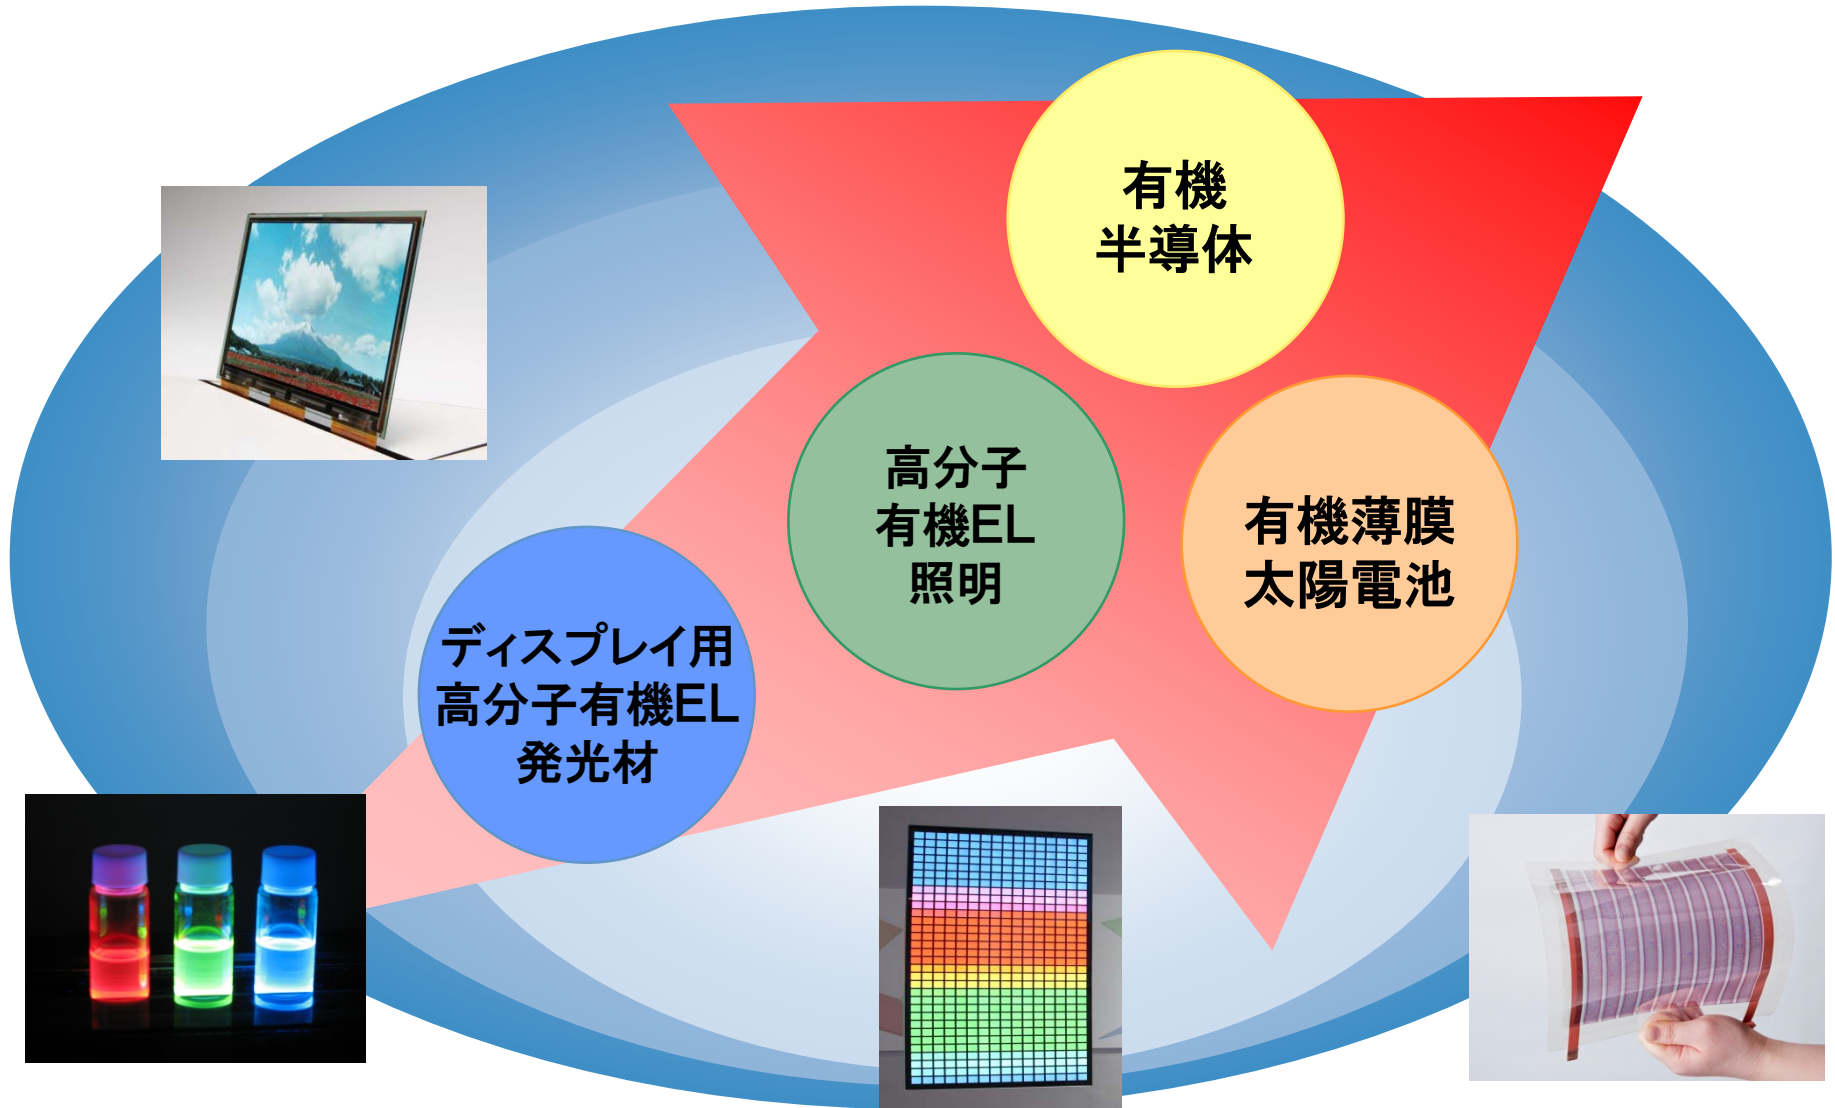 有機
半導体
高分子
有機EL
照明
有機薄膜
太陽電池
ディスプレイ用
高分子有機EL
発光材